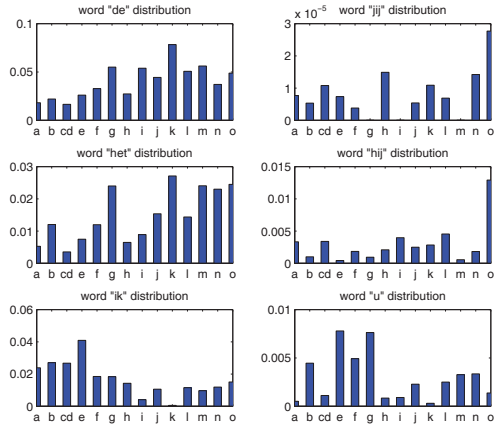 word "de" distribution
0.1
0.05
0
a b cd e f g h i j k l m n o
word "jij" distribution
x 10⁻⁵
3
2
1
0
a b cd e f g h i j k l m n o
word "het" distribution
0.03
0.02
0.01
0
a b cd e f g h i j k l m n o
word "hij" distribution
0.015
0.01
0.005
0
a b cd e f g h i j k l m n o
word "ik" distribution
0.06
0.04
0.02
0
a b cd e f g h i j k l m n o
word "u" distribution
0.01
0.005
0
a b cd e f g h i j k l m n o